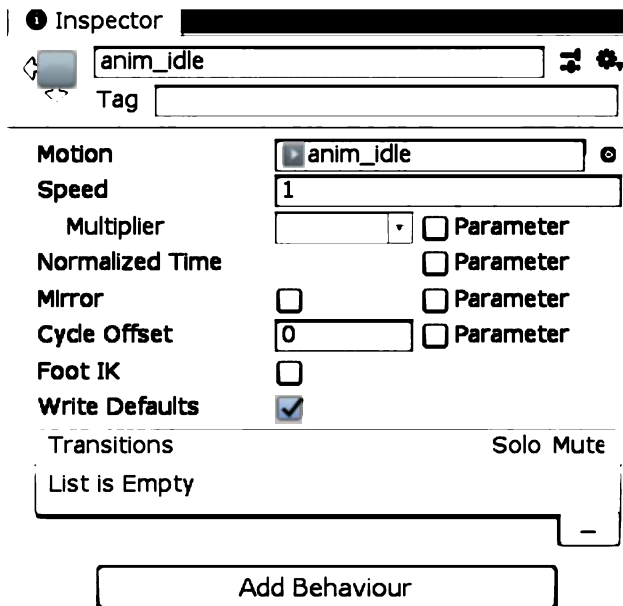 Inspector
anim_idle
Tag
Motion anim_idle
Speed 1
Multiplier Parameter
Normalized Time Parameter
Mirror Parameter
Cycle Offset 0 Parameter
Foot IK
Write Defaults
Transitions Solo Mute
List is Empty
Add Behaviour